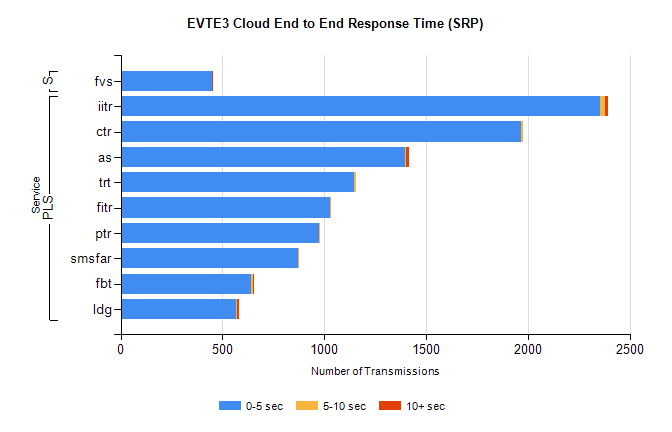 EVTE3 Cloud End to End Response Time (SRP)
S
fvs
iitr
ctr
as
trt
Service
PLS
fitr
ptr
smsfar
fbt
ldg
0 500 1000 1500 2000 2500
Number of Transmissions
0-5 sec 5-10 sec 10+ sec